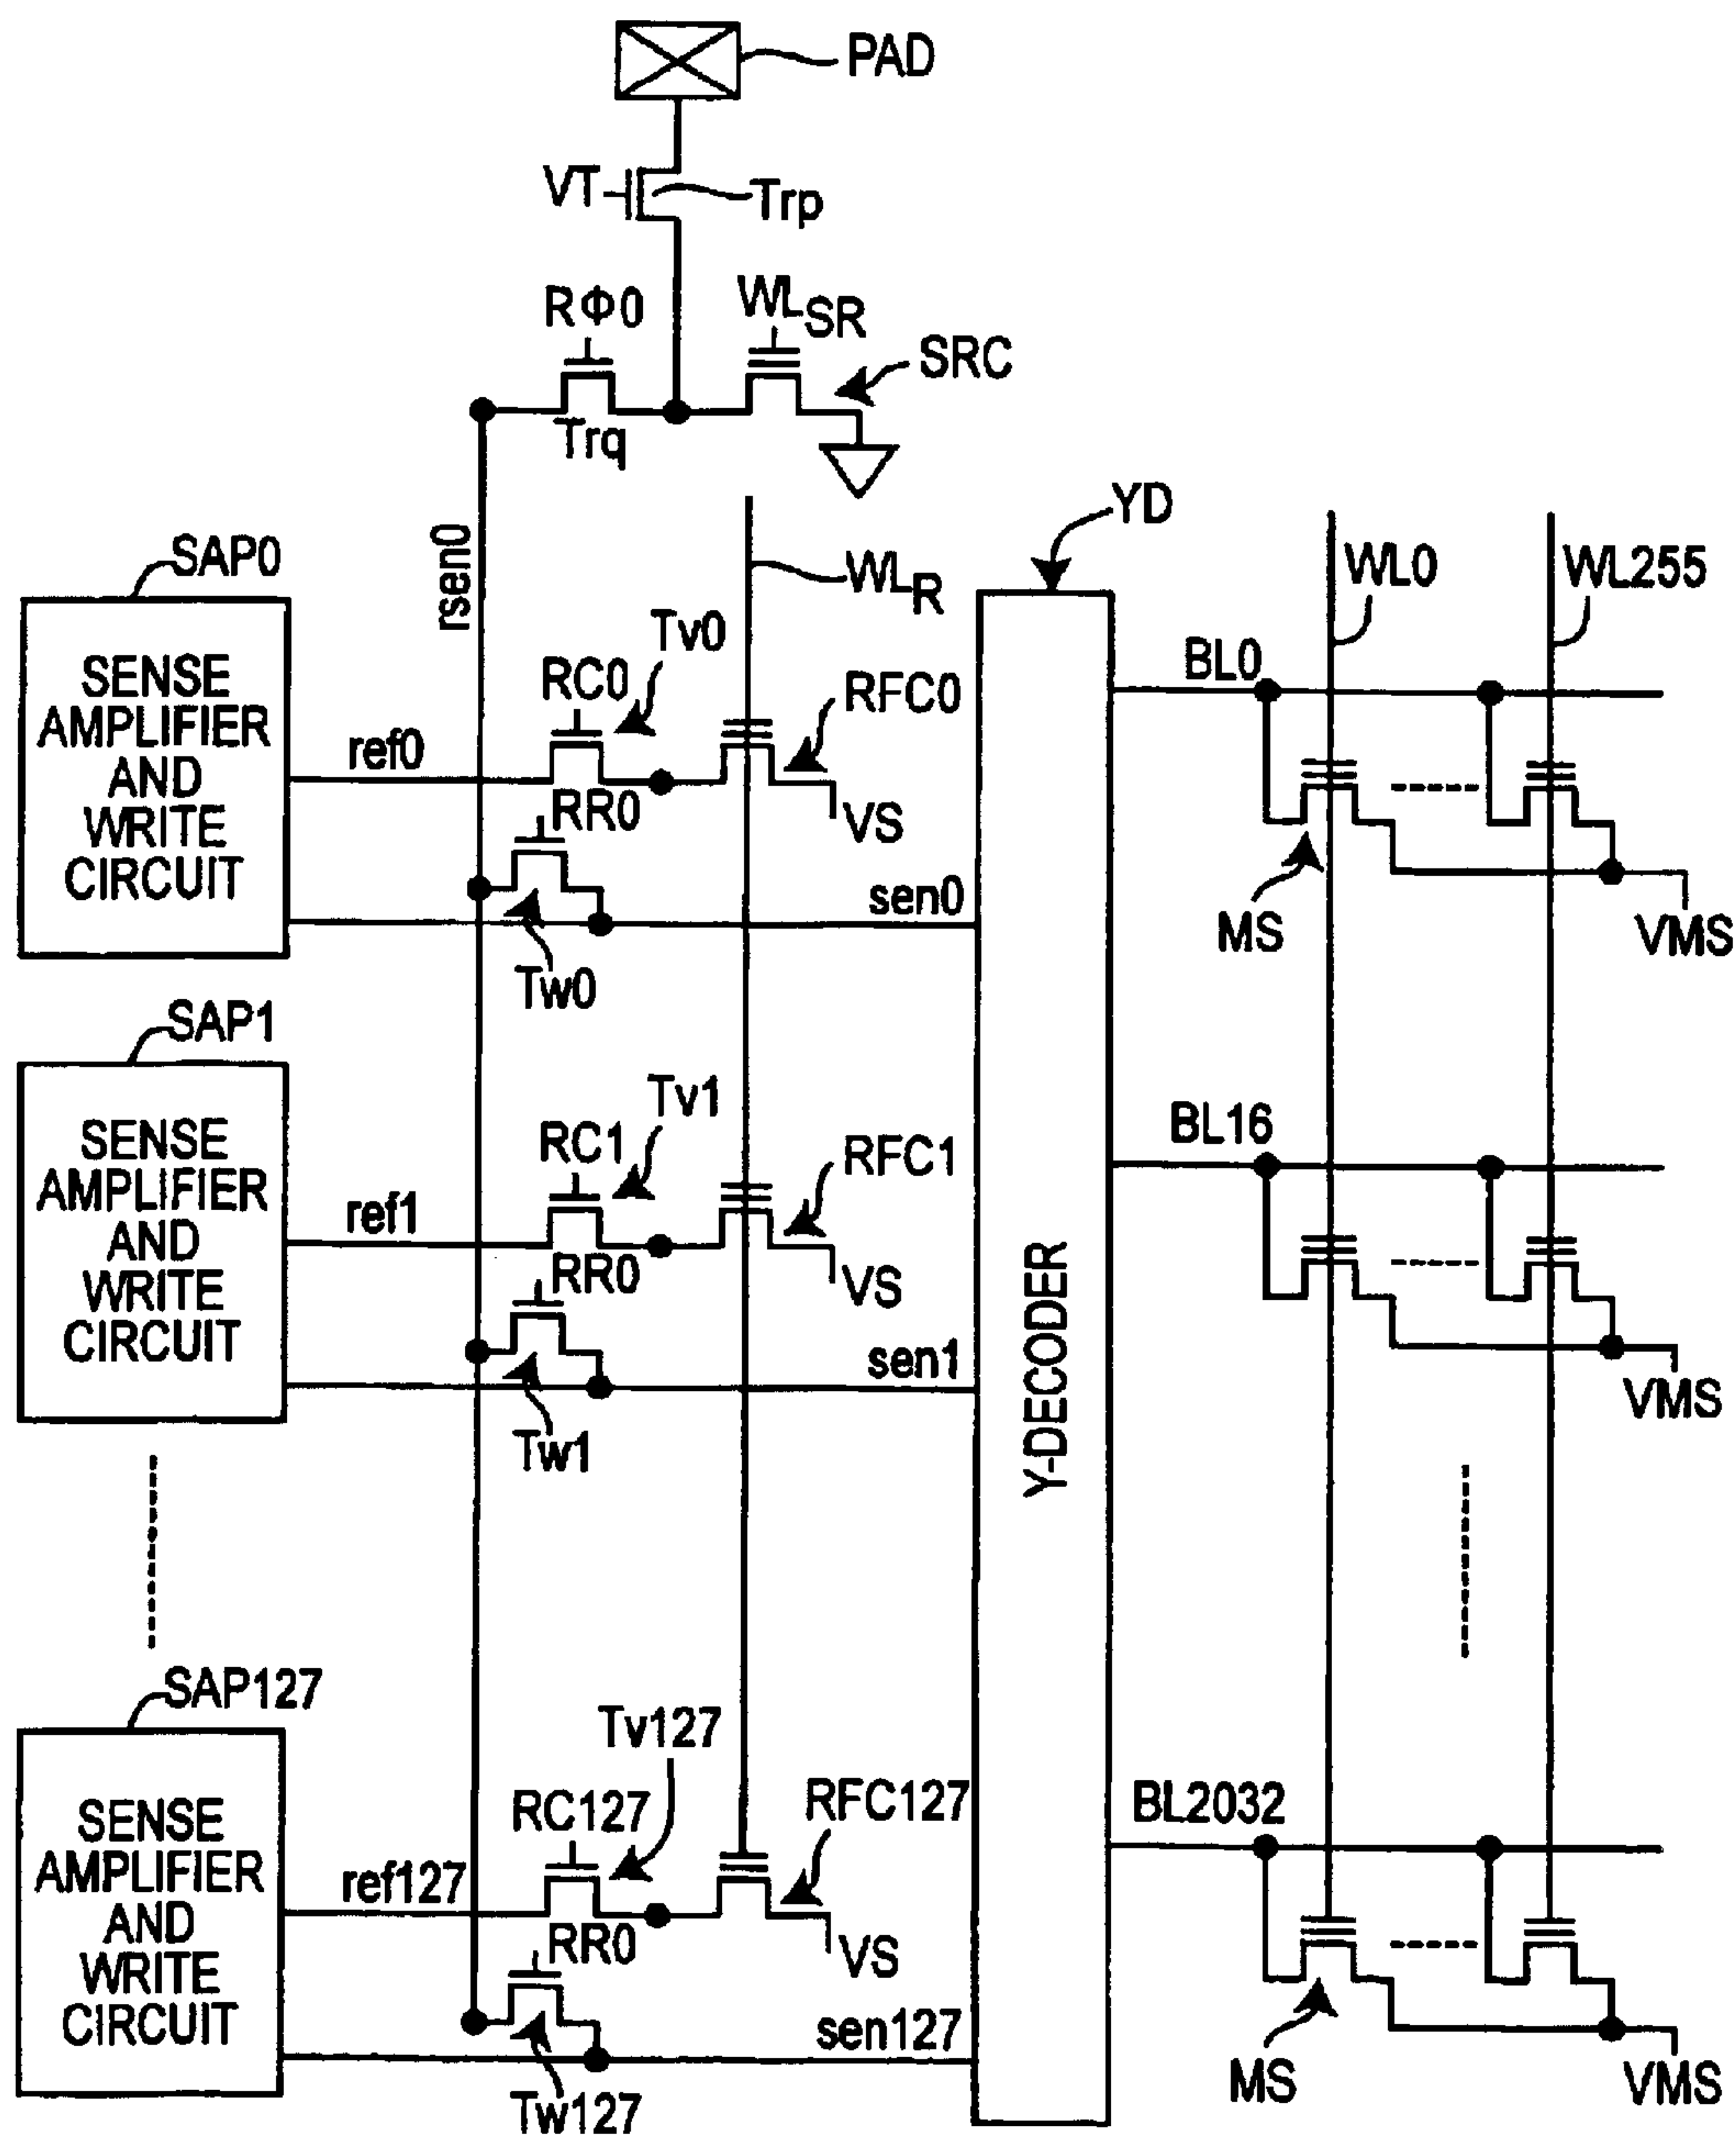 PAD
VT
Trp
RΦ0
WLSR
SRC
Trq
YD
rsen0
SAP0
WLR
WL0
WL255
Tv0
SENSE
AMPLIFIER
AND
WRITE
CIRCUIT
RC0
RFC0
BL0
ref0
RR0
VS
sen0
MS
VMS
Tw0
SAP1
Tv1
SENSE
AMPLIFIER
AND
WRITE
CIRCUIT
RC1
RFC1
BL16
ref1
RR0
VS
sen1
VMS
Tw1
Y-DECODER
SAP127
Tv127
SENSE
AMPLIFIER
AND
WRITE
CIRCUIT
RC127
RFC127
BL2032
ref127
RR0
VS
sen127
MS
VMS
Tw127